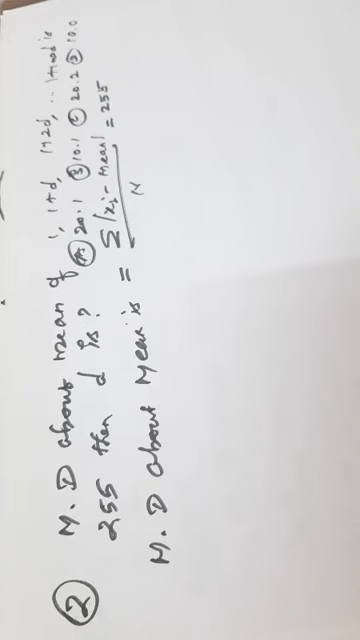 ② M.D about mean of 1, 1+d, 1+2d, .. 1+100d is
255 then d is? Ⓐ 20.1 Ⓑ 10.1 Ⓒ 20.2 Ⓓ 10.0
M.D about Mean is = Σ|xᵢ - Mean| / N = 255